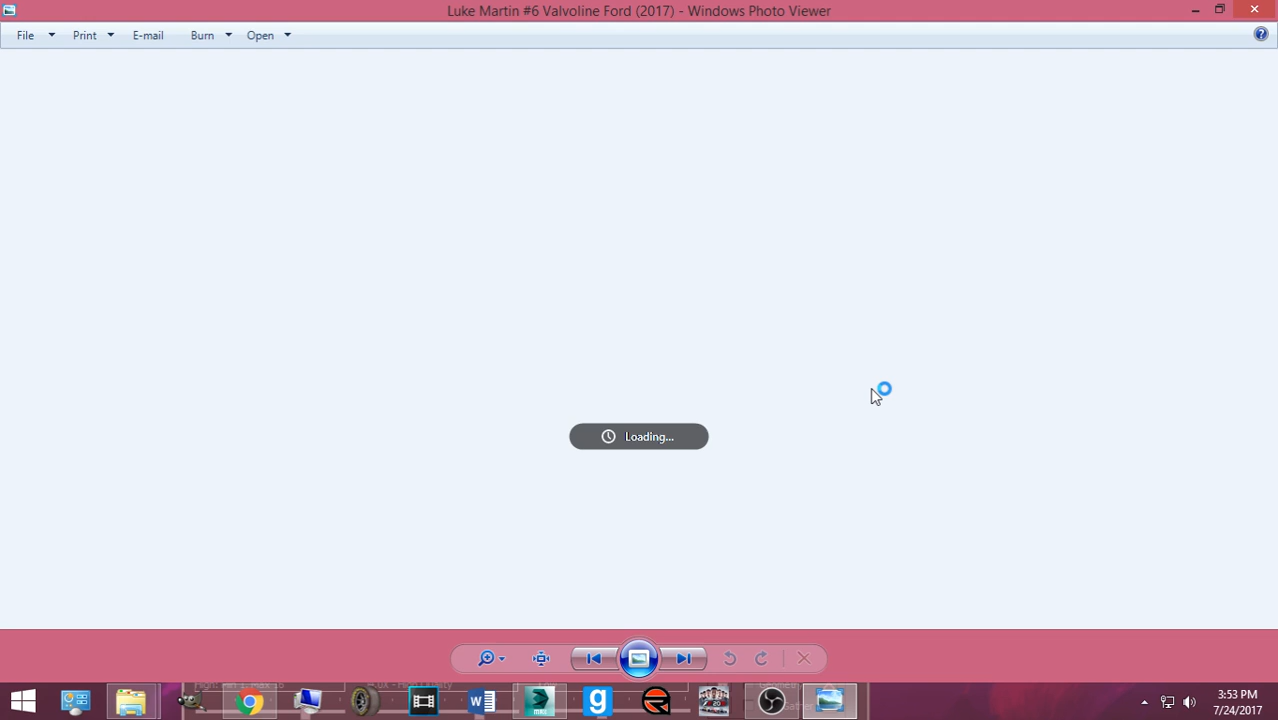 Luke Martin #6 Valvoline Ford (2017) - Windows Photo Viewer
File Print E-mail Burn Open
Loading...
3:53 PM
7/24/2017